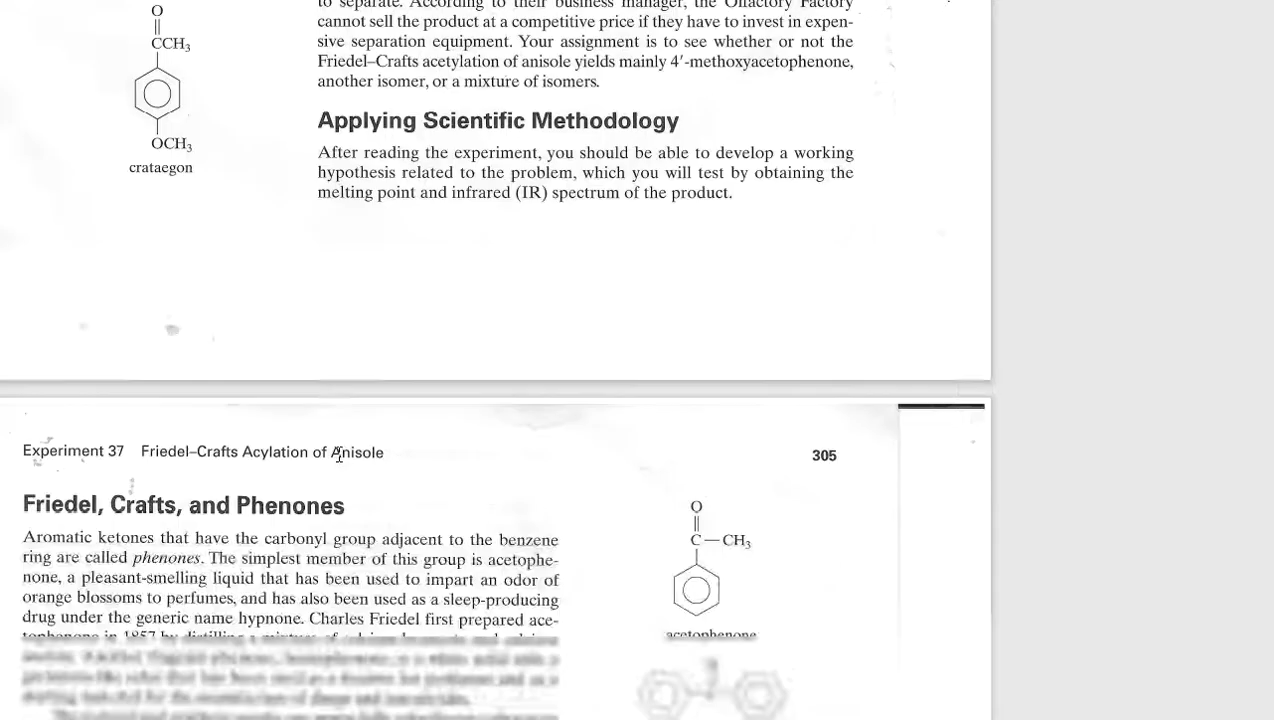 O
CCH3
OCH3
crataegon
to separate. According to their business manager, the Olfactory Factory
cannot sell the product at a competitive price if they have to invest in expen-
sive separation equipment. Your assignment is to see whether or not the
Friedel–Crafts acetylation of anisole yields mainly 4′-methoxyacetophenone,
another isomer, or a mixture of isomers.
Applying Scientific Methodology
After reading the experiment, you should be able to develop a working
hypothesis related to the problem, which you will test by obtaining the
melting point and infrared (IR) spectrum of the product.
Experiment 37 Friedel–Crafts Acylation of Anisole 305
Friedel, Crafts, and Phenones
Aromatic ketones that have the carbonyl group adjacent to the benzene
ring are called phenones. The simplest member of this group is acetophe-
none, a pleasant-smelling liquid that has been used to impart an odor of
orange blossoms to perfumes, and has also been used as a sleep-producing
drug under the generic name hypnone. Charles Friedel first prepared ace-
tophenone in 1857 by distilling a mixture of
O
C—CH3
acetophenone